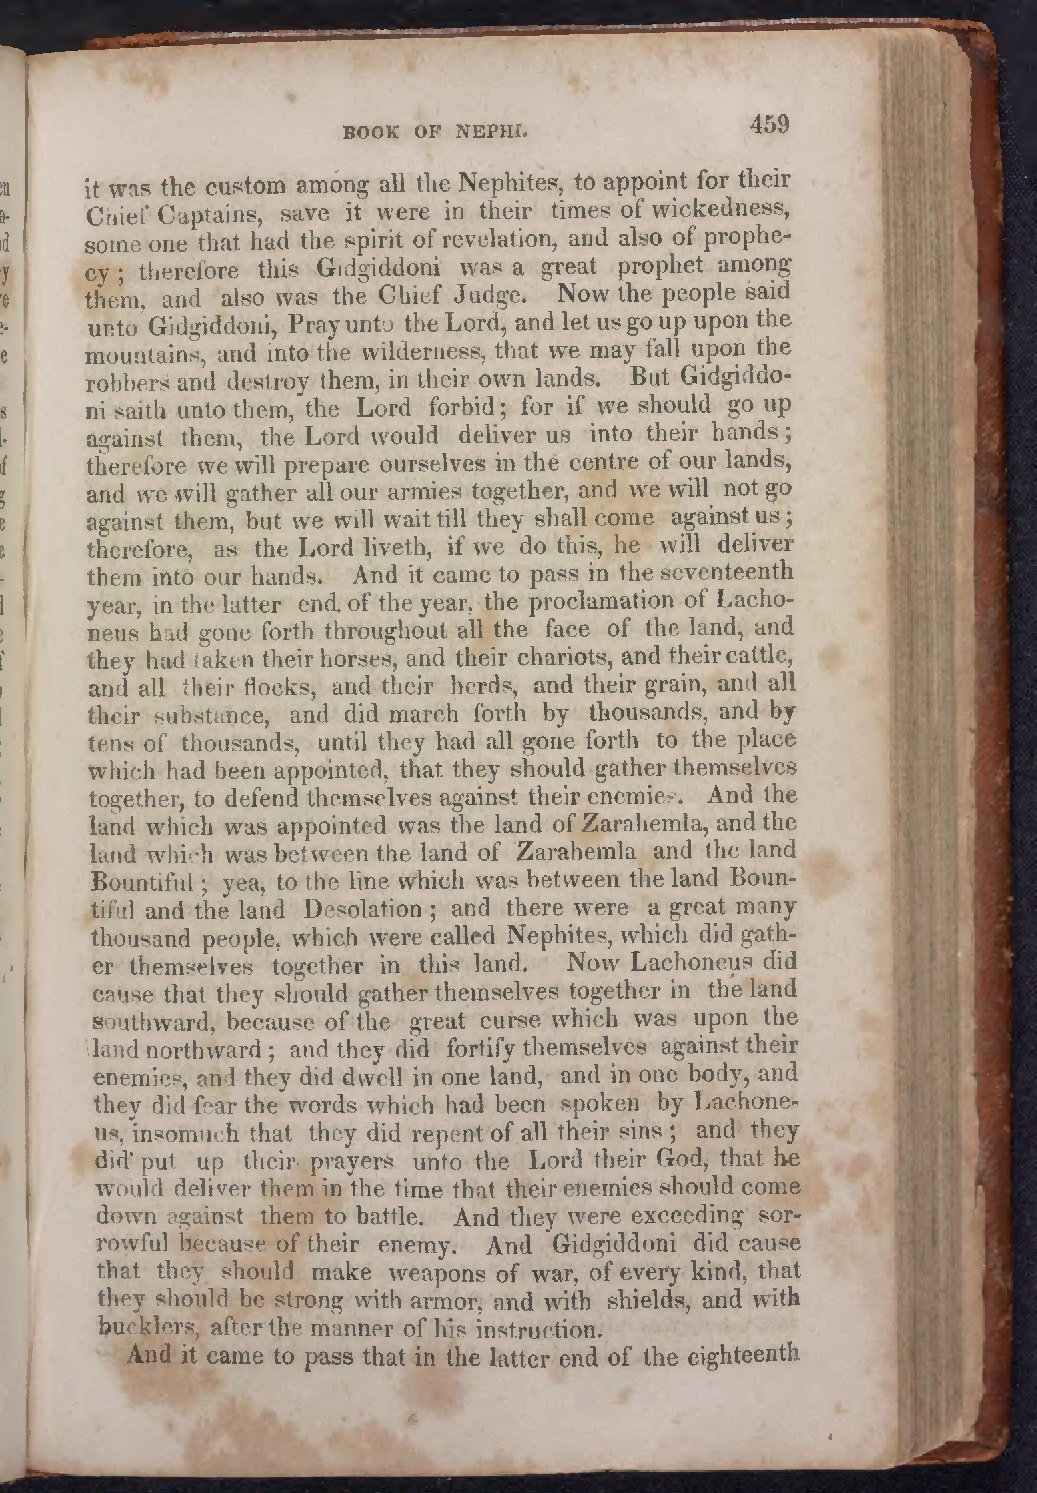 BOOK OF NEPHI. 459
it was the custom among all the Nephites, to appoint for their
Chief Captains, save it were in their times of wickedness,
some one that had the spirit of revelation, and also of prophe-
cy ; therefore this Gidgiddoni was a great prophet among
them, and also was the Chief Judge. Now the people said
unto Gidgiddoni, Pray unto the Lord, and let us go up upon the
mountains, and into the wilderness, that we may fall upon the
robbers and destroy them, in their own lands. But Gidgiddo-
ni saith unto them, the Lord forbid; for if we should go up
against them, the Lord would deliver us into their hands;
therefore we will prepare ourselves in the centre of our lands,
and we will gather all our armies together, and we will not go
against them, but we will wait till they shall come against us;
therefore, as the Lord liveth, if we do this, he will deliver
them into our hands. And it came to pass in the seventeenth
year, in the latter end of the year, the proclamation of Lacho-
neus had gone forth throughout all the face of the land, and
they had taken their horses, and their chariots, and their cattle,
and all their flocks, and their herds, and their grain, and all
their substance, and did march forth by thousands, and by
tens of thousands, until they had all gone forth to the place
which had been appointed, that they should gather themselves
together, to defend themselves against their enemies. And the
land which was appointed was the land of Zarahemla, and the
land which was between the land of Zarahemla and the land
Bountiful ; yea, to the line which was between the land Boun-
tiful and the land Desolation ; and there were a great many
thousand people, which were called Nephites, which did gath-
er themselves together in this land. Now Lachoneus did
cause that they should gather themselves together in the land
southward, because of the great curse which was upon the
land northward ; and they did fortify themselves against their
enemies, and they did dwell in one land, and in one body, and
they did fear the words which had been spoken by Lachone-
us, insomuch that they did repent of all their sins ; and they
did put up their prayers unto the Lord their God, that he
would deliver them in the time that their enemies should come
down against them to battle. And they were exceeding sor-
rowful because of their enemy. And Gidgiddoni did cause
that they should make weapons of war, of every kind, that
they should be strong with armor, and with shields, and with
bucklers, after the manner of his instruction.
And it came to pass that in the latter end of the eighteenth